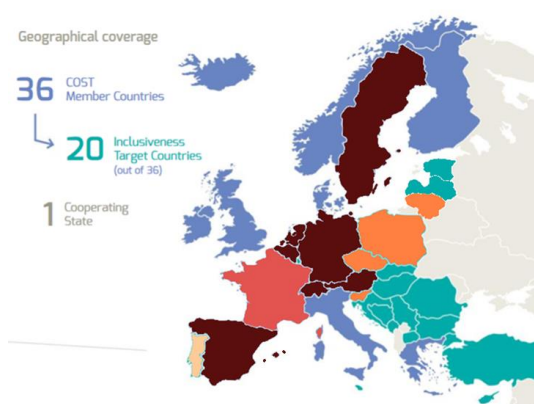 Geographical coverage
36 COST
Member Countries
20 Inclusiveness
Target Countries
(out of 36)
1 Cooperating
State